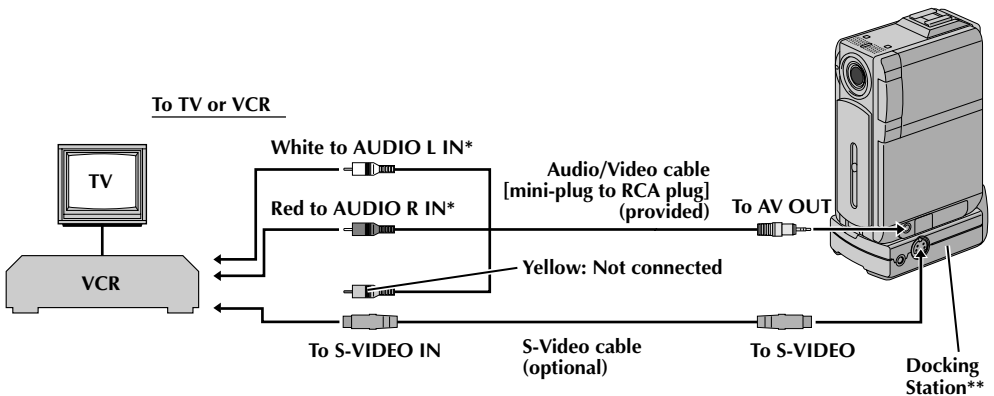 To TV or VCR
White to AUDIO L IN*
Audio/Video cable
[mini-plug to RCA plug]
(provided)
TV
Red to AUDIO R IN*
To AV OUT
Yellow: Not connected
VCR
To S-VIDEO IN
S-Video cable
(optional)
To S-VIDEO
Docking
Station**